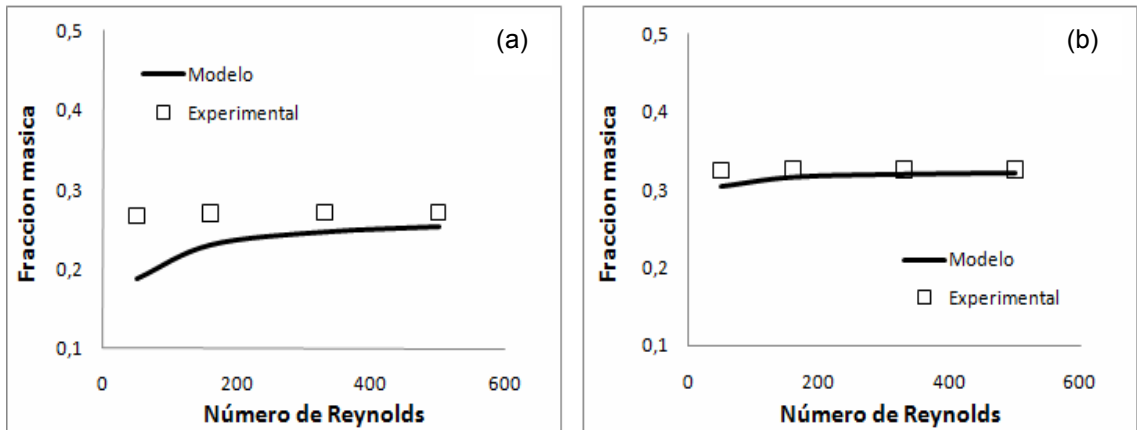 (a)
0,5
0,4
0,3
0,2
0,1
Fraccion masica
Modelo
Experimental
0
200
400
600
Número de Reynolds
(b)
0,5
0,4
0,3
0,2
0,1
Fraccion masica
Modelo
Experimental
0
200
400
600
Número de Reynolds